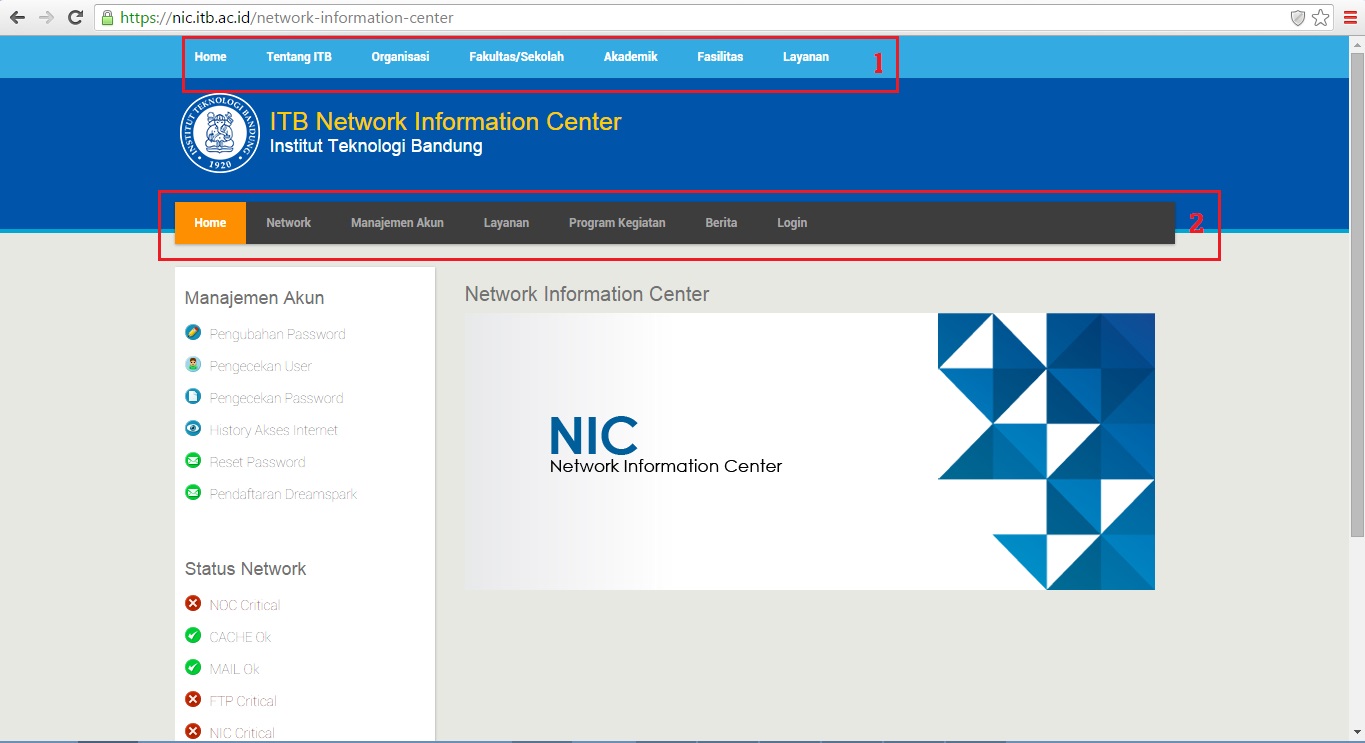 https://nic.itb.ac.id/network-information-center
Home Tentang ITB Organisasi Fakultas/Sekolah Akademik Fasilitas Layanan 1
INSTITUT TEKNOLOGI BANDUNG
1920
ITB Network Information Center
Institut Teknologi Bandung
Home Network Manajemen Akun Layanan Program Kegiatan Berita Login 2
Manajemen Akun
Pengubahan Password
Pengecekan User
Pengecekan Password
History Akses Internet
Reset Password
Pendaftaran Dreamspark
Status Network
NOC Critical
CACHE Ok
MAIL Ok
FTP Critical
NIC Critical
Network Information Center
NIC
Network Information Center